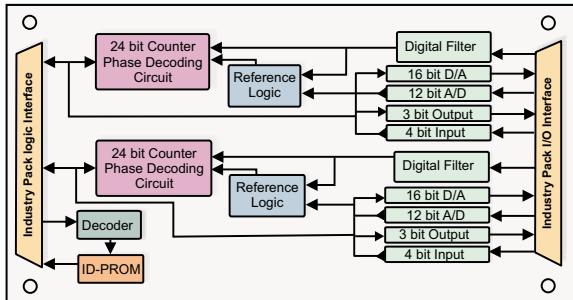 Industry Pack logic Interface
24 bit Counter
Phase Decoding
Circuit
Reference
Logic
Digital Filter
16 bit D/A
12 bit A/D
3 bit Output
4 bit Input
24 bit Counter
Phase Decoding
Circuit
Reference
Logic
Digital Filter
16 bit D/A
12 bit A/D
3 bit Output
4 bit Input
Decoder
ID-PROM
Industry Pack I/O Interface